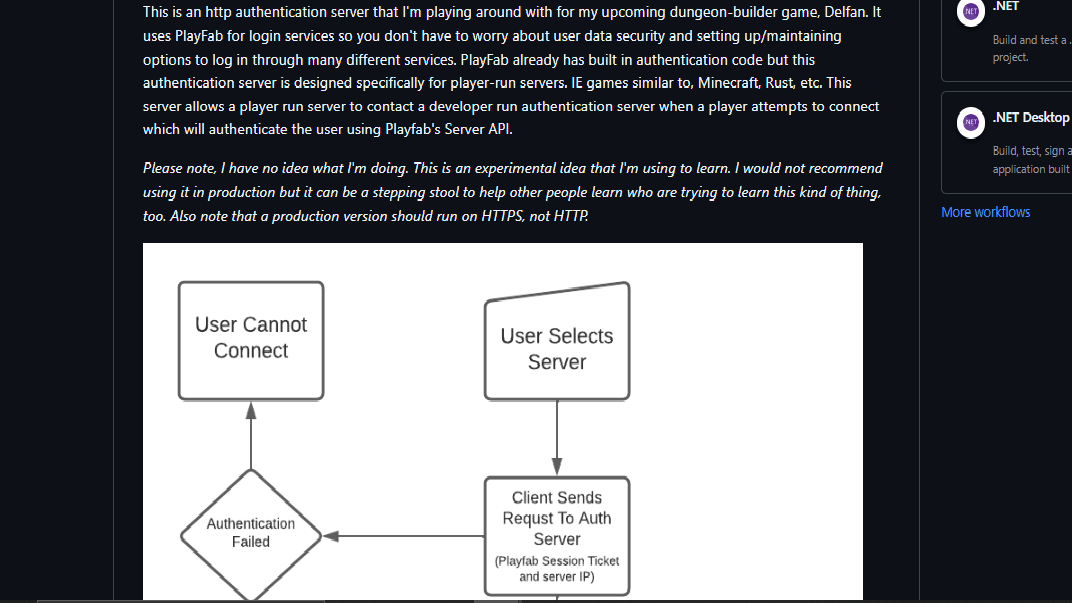 This is an http authentication server that I'm playing around with for my upcoming dungeon-builder game, Delfan. It
uses PlayFab for login services so you don't have to worry about user data security and setting up/maintaining
options to log in through many different services. PlayFab already has built in authentication code but this
authentication server is designed specifically for player-run servers. IE games similar to, Minecraft, Rust, etc. This
server allows a player run server to contact a developer run authentication server when a player attempts to connect
which will authenticate the user using Playfab's Server API.
Please note, I have no idea what I'm doing. This is an experimental idea that I'm using to learn. I would not recommend
using it in production but it can be a stepping stool to help other people learn who are trying to learn this kind of thing,
too. Also note that a production version should run on HTTPS, not HTTP.
User Cannot
Connect
User Selects
Server
Authentication
Failed
Client Sends
Requst To Auth
Server
(Playfab Session Ticket
and server IP)
.NET
.NET
Build and test a .
project.
.NET
.NET Desktop
Build, test, sign a
application built
More workflows